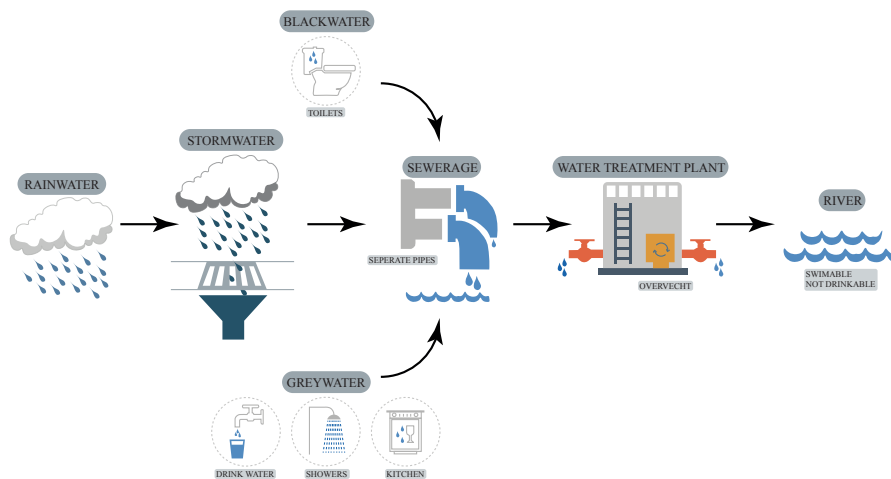 BLACKWATER
TOILETS
STORMWATER
RAINWATER
SEWERAGE
SEPERATE PIPES
WATER TREATMENT PLANT
OVERVECHT
RIVER
SWIMABLE
NOT DRINKABLE
GREYWATER
DRINK WATER
SHOWERS
KITCHEN